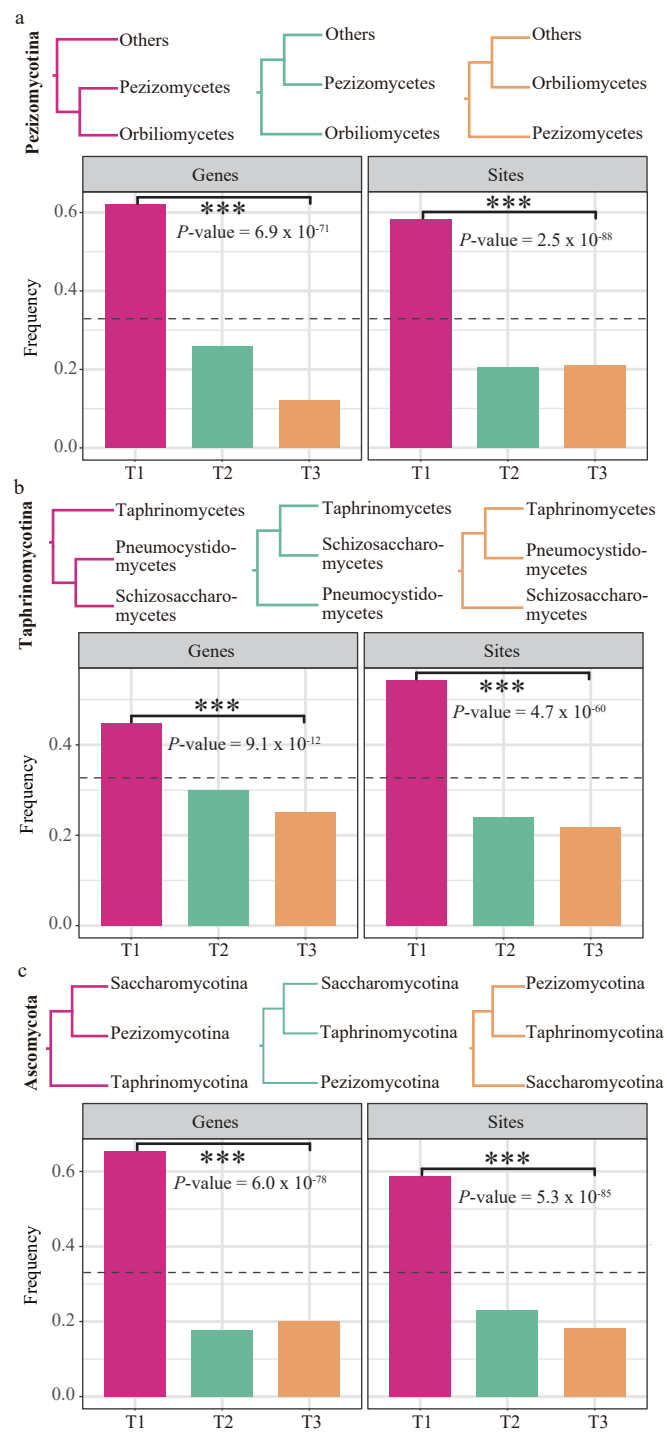 a
Pezizomycotina
Others
Pezizomycetes
Orbiliomycetes
Others
Pezizomycetes
Orbiliomycetes
Others
Orbiliomycetes
Pezizomycetes
Genes
Sites
Frequency
0.6
0.4
0.2
0.0
***
P-value = 6.9 x 10⁻⁷¹
***
P-value = 2.5 x 10⁻⁸⁸
T1 T2 T3
T1 T2 T3
b
Taphrinomycotina
Taphrinomycetes
Pneumocystido-
mycetes
Schizosaccharo-
mycetes
Taphrinomycetes
Schizosaccharo-
mycetes
Pneumocystido-
mycetes
Taphrinomycetes
Pneumocystido-
mycetes
Schizosaccharo-
mycetes
Genes
Sites
Frequency
0.4
0.2
0.0
***
P-value = 9.1 x 10⁻¹²
***
P-value = 4.7 x 10⁻⁶⁰
T1 T2 T3
T1 T2 T3
c
Ascomycota
Saccharomycotina
Pezizomycotina
Taphrinomycotina
Saccharomycotina
Taphrinomycotina
Pezizomycotina
Pezizomycotina
Taphrinomycotina
Saccharomycotina
Genes
Sites
Frequency
0.6
0.4
0.2
0.0
***
P-value = 6.0 x 10⁻⁷⁸
***
P-value = 5.3 x 10⁻⁸⁵
T1 T2 T3
T1 T2 T3